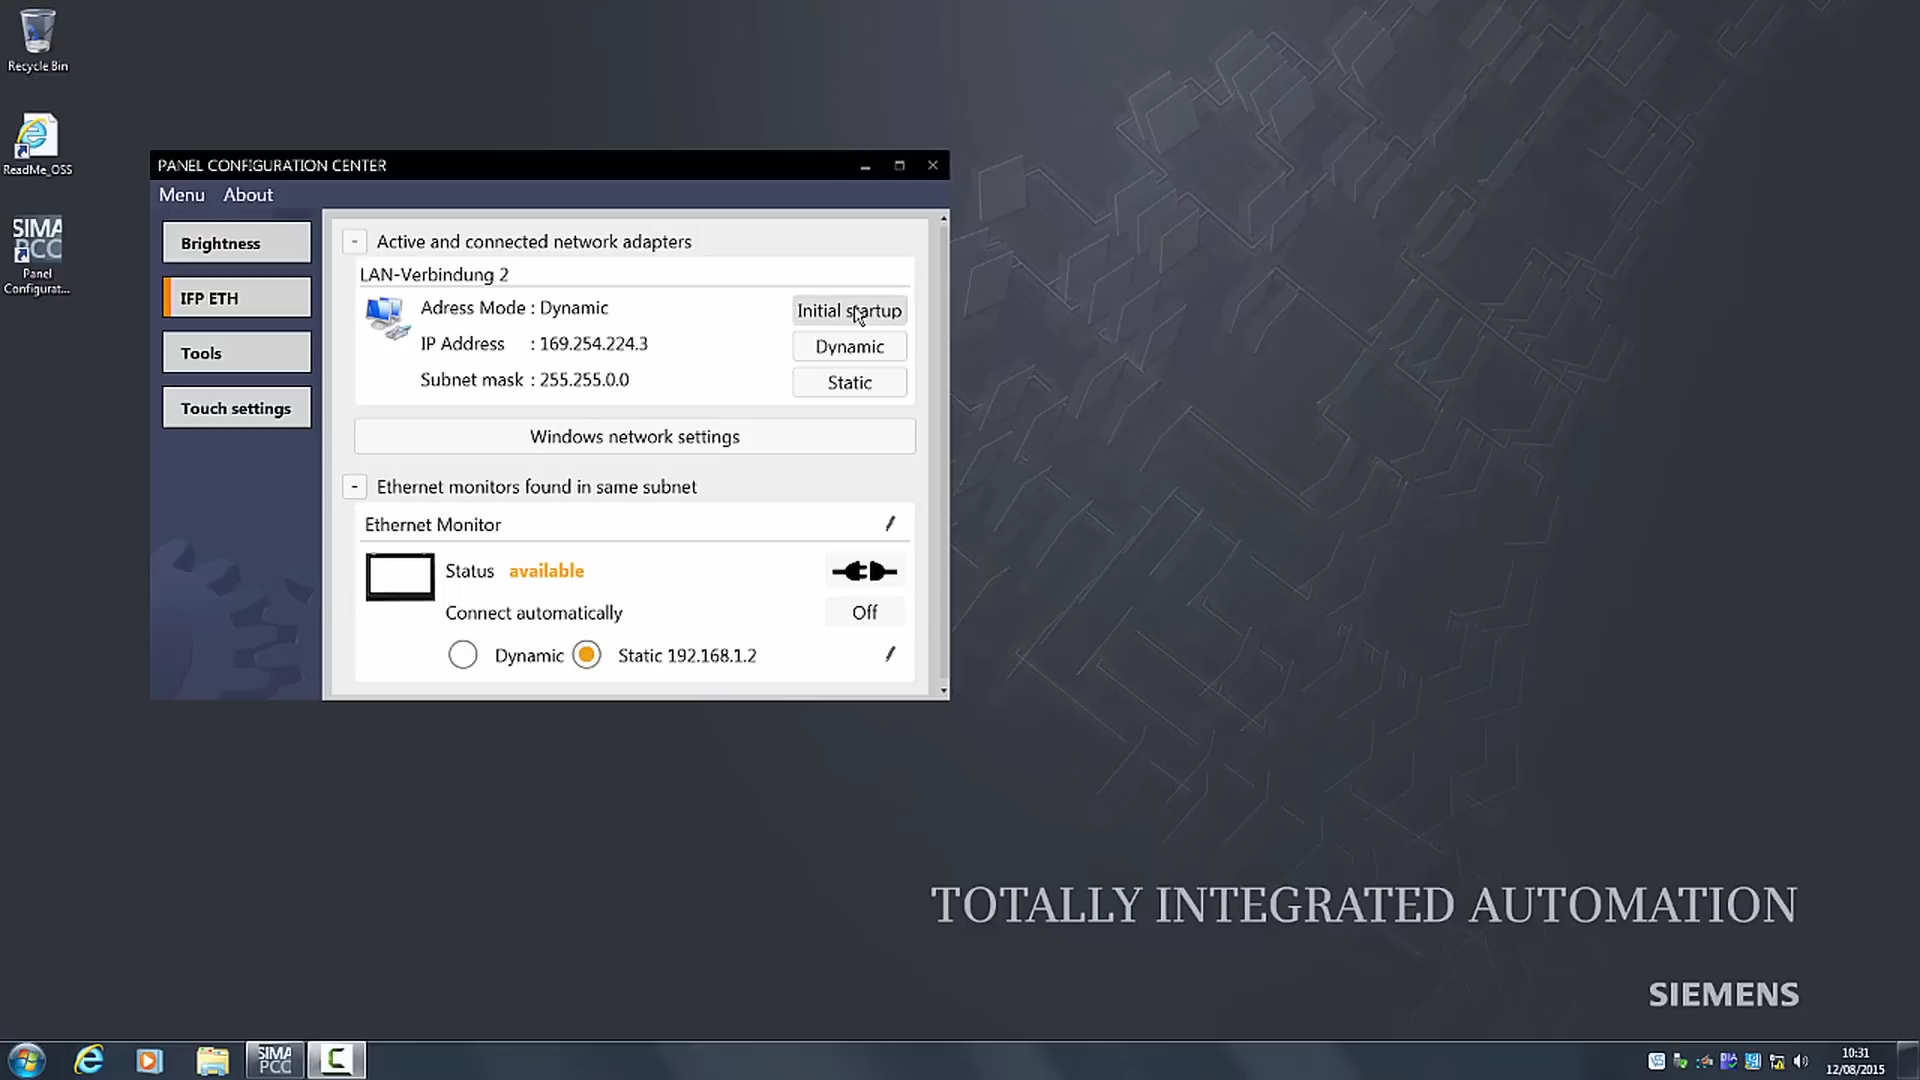 Recycle Bin
ReadMe_OSS
SIMA
PCC
Panel
Configurat...
PANEL CONFIGURATION CENTER
Menu About
Brightness
IFP ETH
Tools
Touch settings
- Active and connected network adapters
LAN-Verbindung 2
Adress Mode : Dynamic
Initial startup
IP Address : 169.254.224.3
Dynamic
Subnet mask : 255.255.0.0
Static
Windows network settings
- Ethernet monitors found in same subnet
Ethernet Monitor
Status available
Connect automatically
Off
Dynamic
Static 192.168.1.2
TOTALLY INTEGRATED AUTOMATION
SIEMENS
SIMA
PCC
10:31
12/08/2015